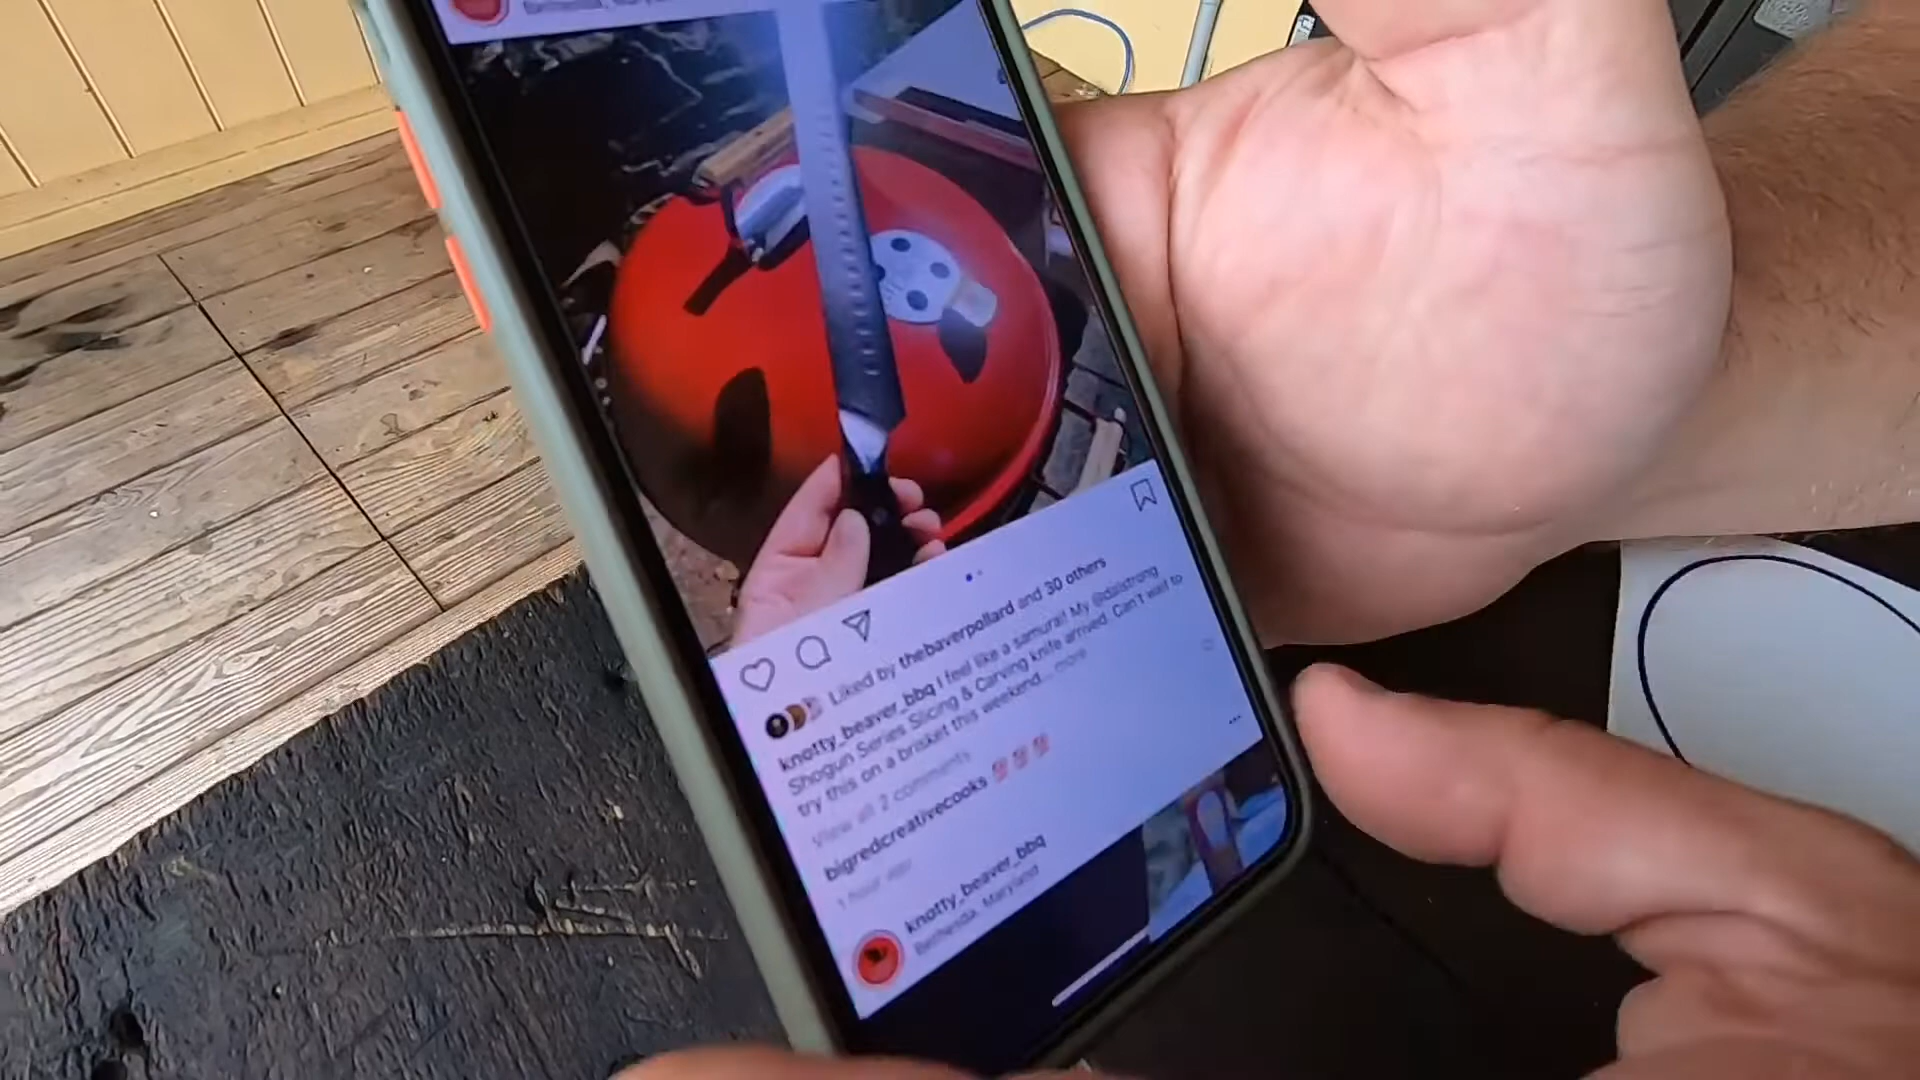 Liked by thebaverpollard and 30 others
knotty_beaver_bbq I feel like a samurai! My @dalstrong
Shogun Series Slicing & Carving knife arrived. Can't wait to
try this on a brisket this weekend... more
View all 2 comments
bigredcreativecooks 💯💯💯
1 hour ago
knotty_beaver_bbq
Bethesda, Maryland